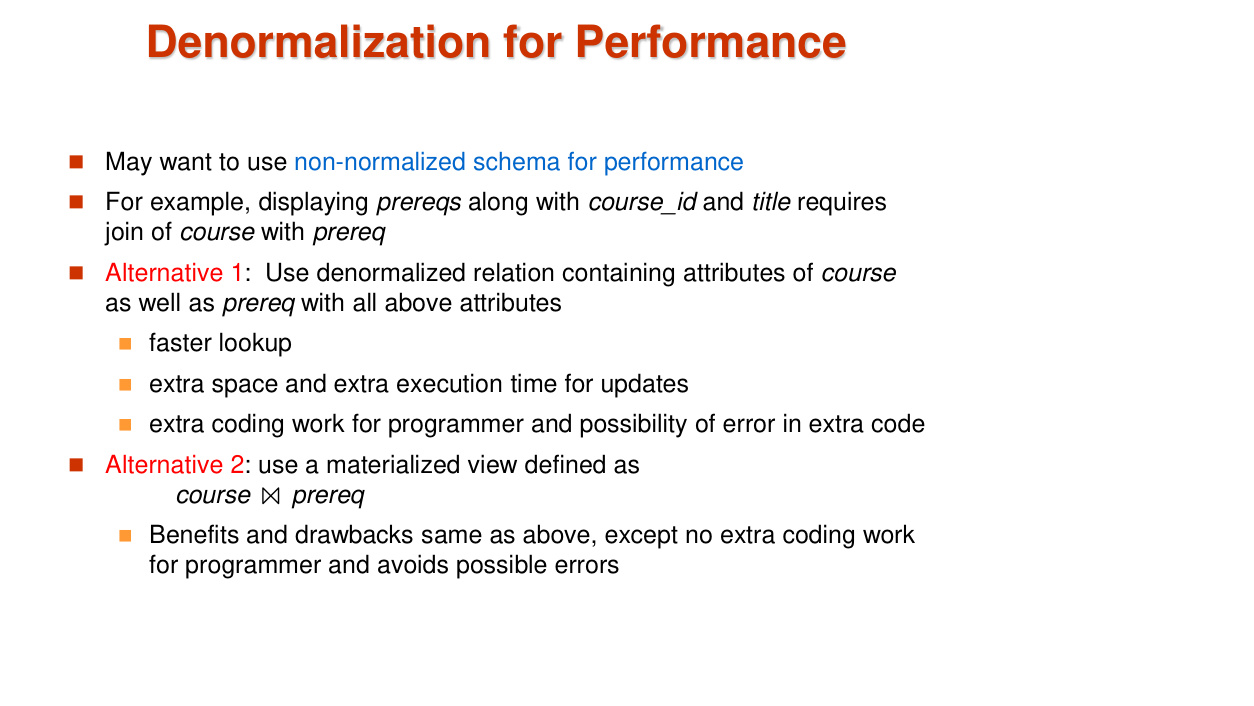 Denormalization for Performance
May want to use non-normalized schema for performance
For example, displaying prereqs along with course_id and title requires
join of course with prereq
Alternative 1:  Use denormalized relation containing attributes of course
as well as prereq with all above attributes
faster lookup
extra space and extra execution time for updates
extra coding work for programmer and possibility of error in extra code
Alternative 2: use a materialized view defined as
course ⨝ prereq
Benefits and drawbacks same as above, except no extra coding work
for programmer and avoids possible errors